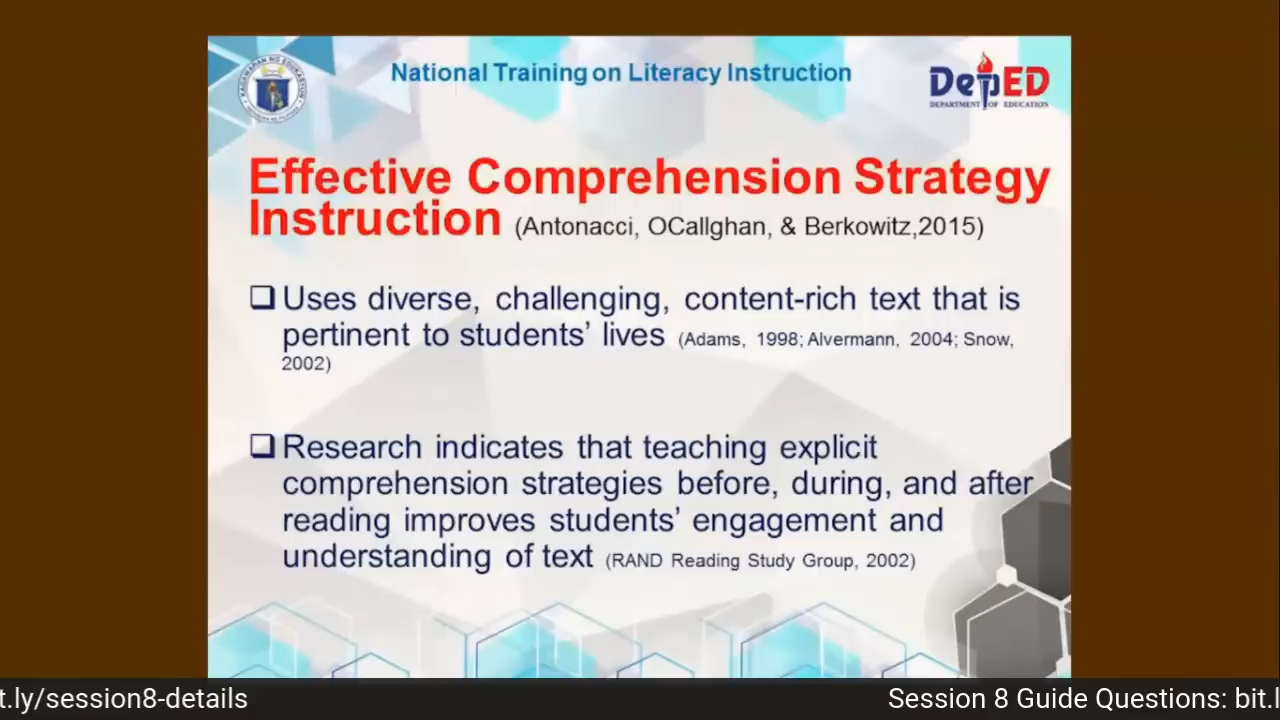 National Training on Literacy Instruction
DepED
DEPARTMENT OF EDUCATION
Effective Comprehension Strategy
Instruction (Antonacci, OCallghan, & Berkowitz,2015)
Uses diverse, challenging, content-rich text that is
pertinent to students’ lives (Adams, 1998; Alvermann, 2004; Snow,
2002)
Research indicates that teaching explicit
comprehension strategies before, during, and after
reading improves students’ engagement and
understanding of text (RAND Reading Study Group, 2002)
t.ly/session8-details
Session 8 Guide Questions: bit.l